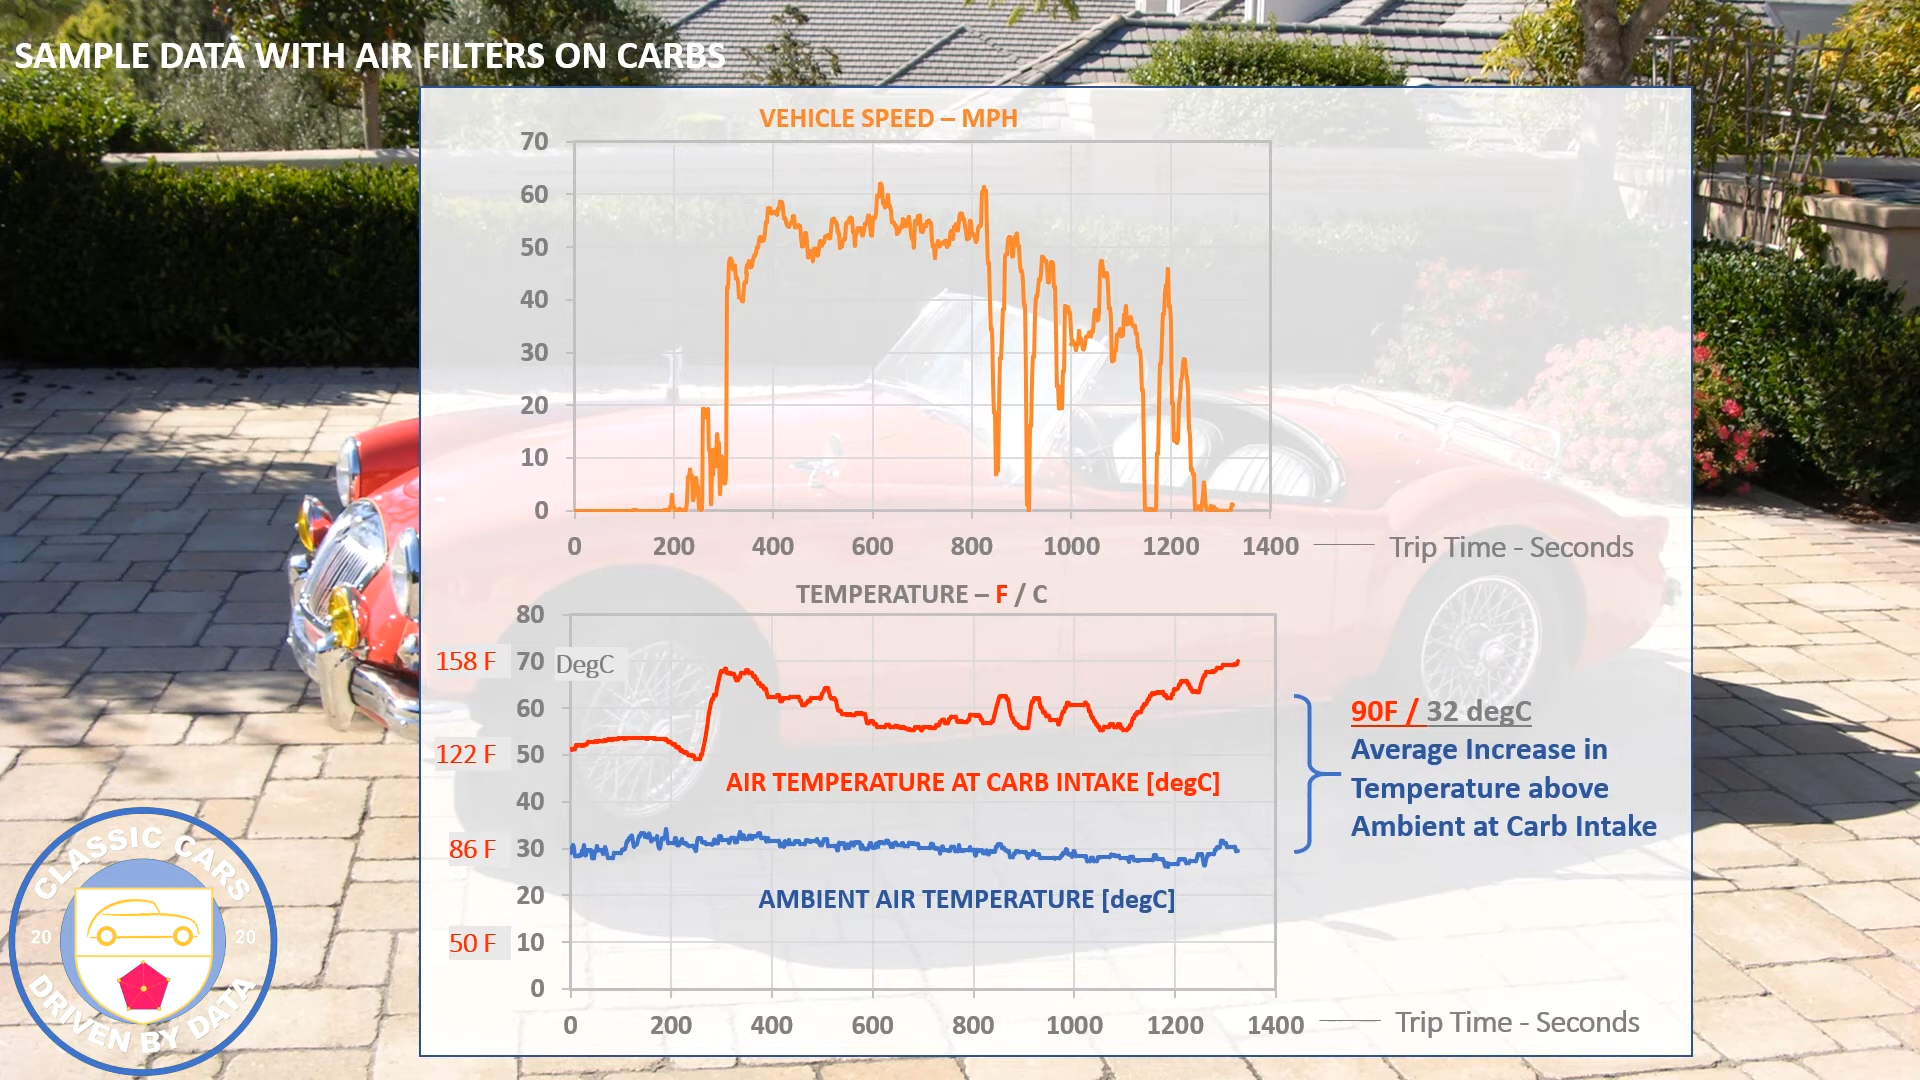 SAMPLE DATA WITH AIR FILTERS ON CARBS
VEHICLE SPEED – MPH
70
60
50
40
30
20
10
0
0 200 400 600 800 1000 1200 1400 Trip Time - Seconds
TEMPERATURE – F / C
80
158 F 70 DegC
60
122 F 50
40
86 F 30
20
50 F 10
0
AIR TEMPERATURE AT CARB INTAKE [degC]
AMBIENT AIR TEMPERATURE [degC]
90F / 32 degC
Average Increase in
Temperature above
Ambient at Carb Intake
0 200 400 600 800 1000 1200 1400 Trip Time - Seconds
CLASSIC CARS
20 20
DRIVEN BY DATA